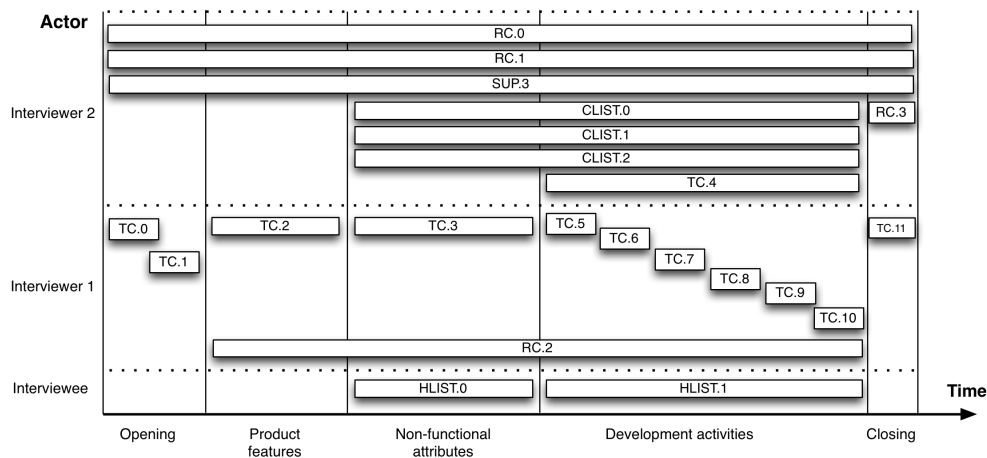 Actor
RC.0
RC.1
SUP.3
Interviewer 2
CLIST.0
RC.3
CLIST.1
CLIST.2
TC.4
TC.0
TC.2
TC.3
TC.5
TC.11
TC.6
TC.1
TC.7
TC.8
Interviewer 1
TC.9
TC.10
RC.2
Interviewee
HLIST.0
HLIST.1
Time
Opening
Product
features
Non-functional
attributes
Development activities
Closing